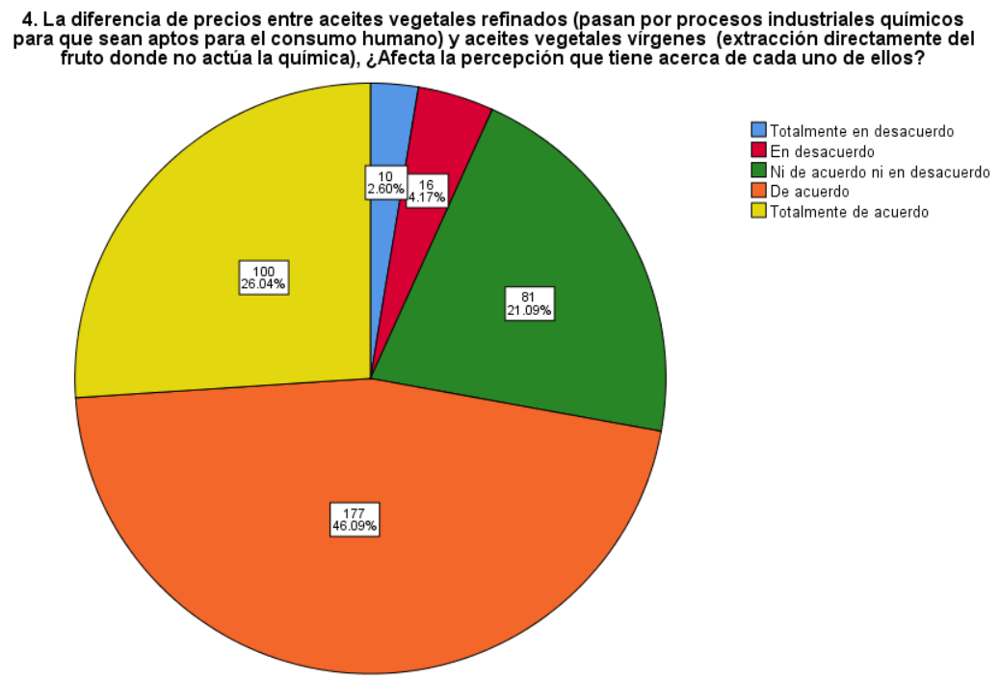 4. La diferencia de precios entre aceites vegetales refinados (pasan por procesos industriales químicos
para que sean aptos para el consumo humano) y aceites vegetales vírgenes (extracción directamente del
fruto donde no actúa la química), ¿Afecta la percepción que tiene acerca de cada uno de ellos?
Totalmente en desacuerdo
En desacuerdo
Ni de acuerdo ni en desacuerdo
De acuerdo
Totalmente de acuerdo
10
2.60%
16
4.17%
100
26.04%
81
21.09%
177
46.09%